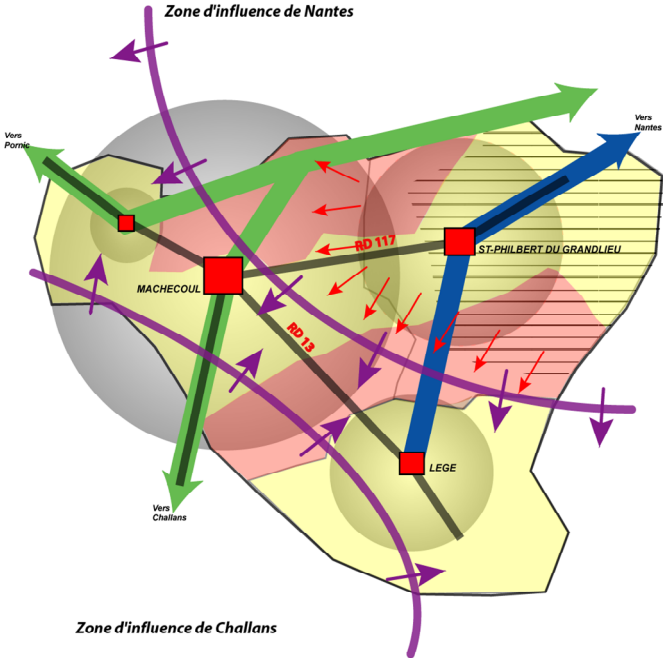 Zone d'influence de Nantes
Vers
Pornic
Vers
Nantes
RD 117
ST-PHILBERT DU GRANDLIEU
MACHECOUL
RD 13
LEGE
Vers
Challans
Zone d'influence de Challans